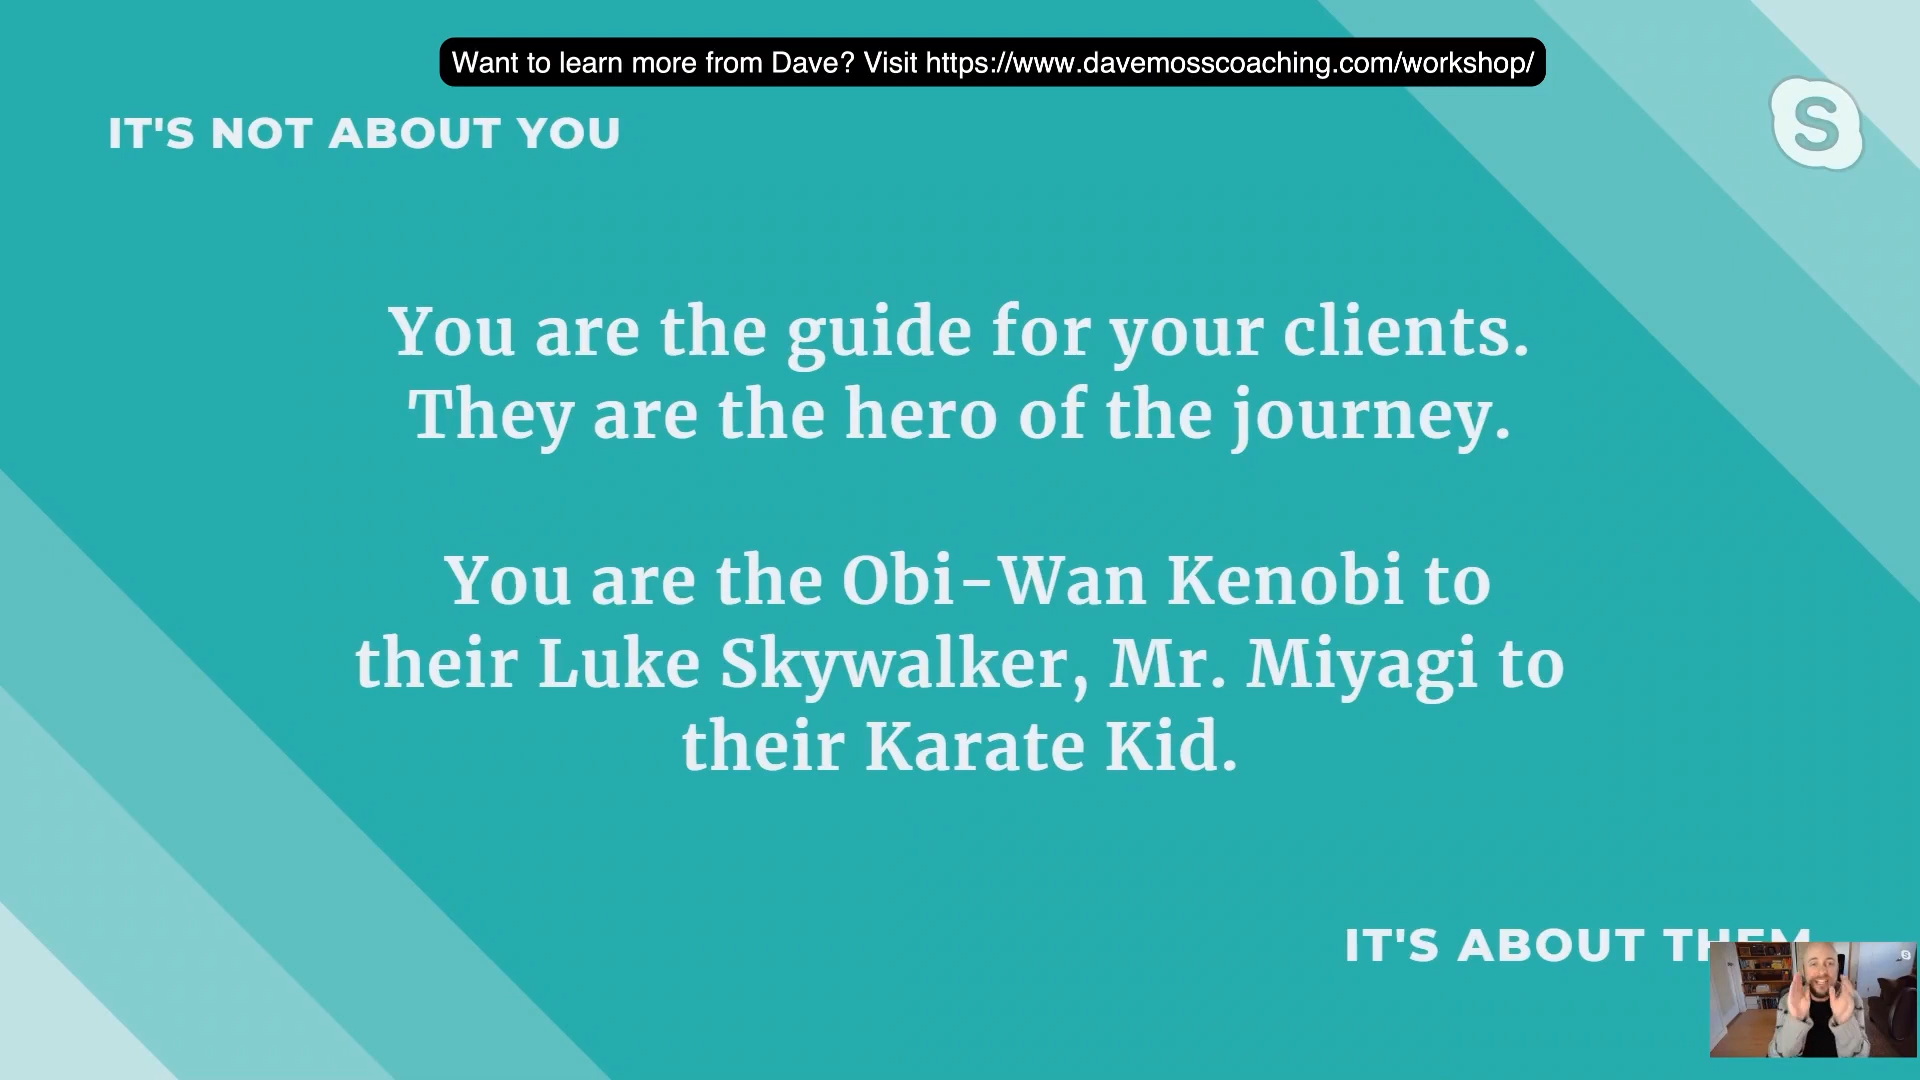 Want to learn more from Dave? Visit https://www.davemosscoaching.com/workshop/
IT'S NOT ABOUT YOU
S
You are the guide for your clients.
They are the hero of the journey.
You are the Obi-Wan Kenobi to
their Luke Skywalker, Mr. Miyagi to
their Karate Kid.
IT'S ABOUT THEM